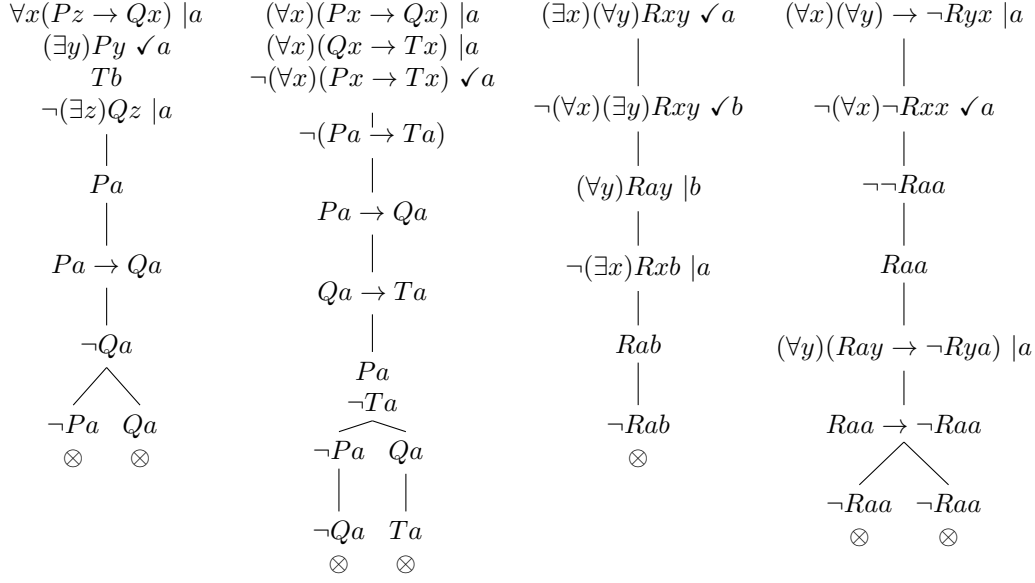 ∀x(Pz → Qx) |a
(∃y)Py ✓a
Tb
¬(∃z)Qz |a
Pa
Pa → Qa
¬Qa
¬Pa Qa
⊗ ⊗
(∀x)(Px → Qx) |a
(∀x)(Qx → Tx) |a
¬(∀x)(Px → Tx) ✓a
¬(Pa → Ta)
Pa → Qa
Qa → Ta
Pa
¬Ta
¬Pa Qa
¬Qa Ta
⊗ ⊗
(∃x)(∀y)Rxy ✓a
¬(∀x)(∃y)Rxy ✓b
(∀y)Ray |b
¬(∃x)Rxb |a
Rab
¬Rab
⊗
(∀x)(∀y) → ¬Ryx |a
¬(∀x)¬Rxx ✓a
¬¬Raa
Raa
(∀y)(Ray → ¬Rya) |a
Raa → ¬Raa
¬Raa ¬Raa
⊗ ⊗